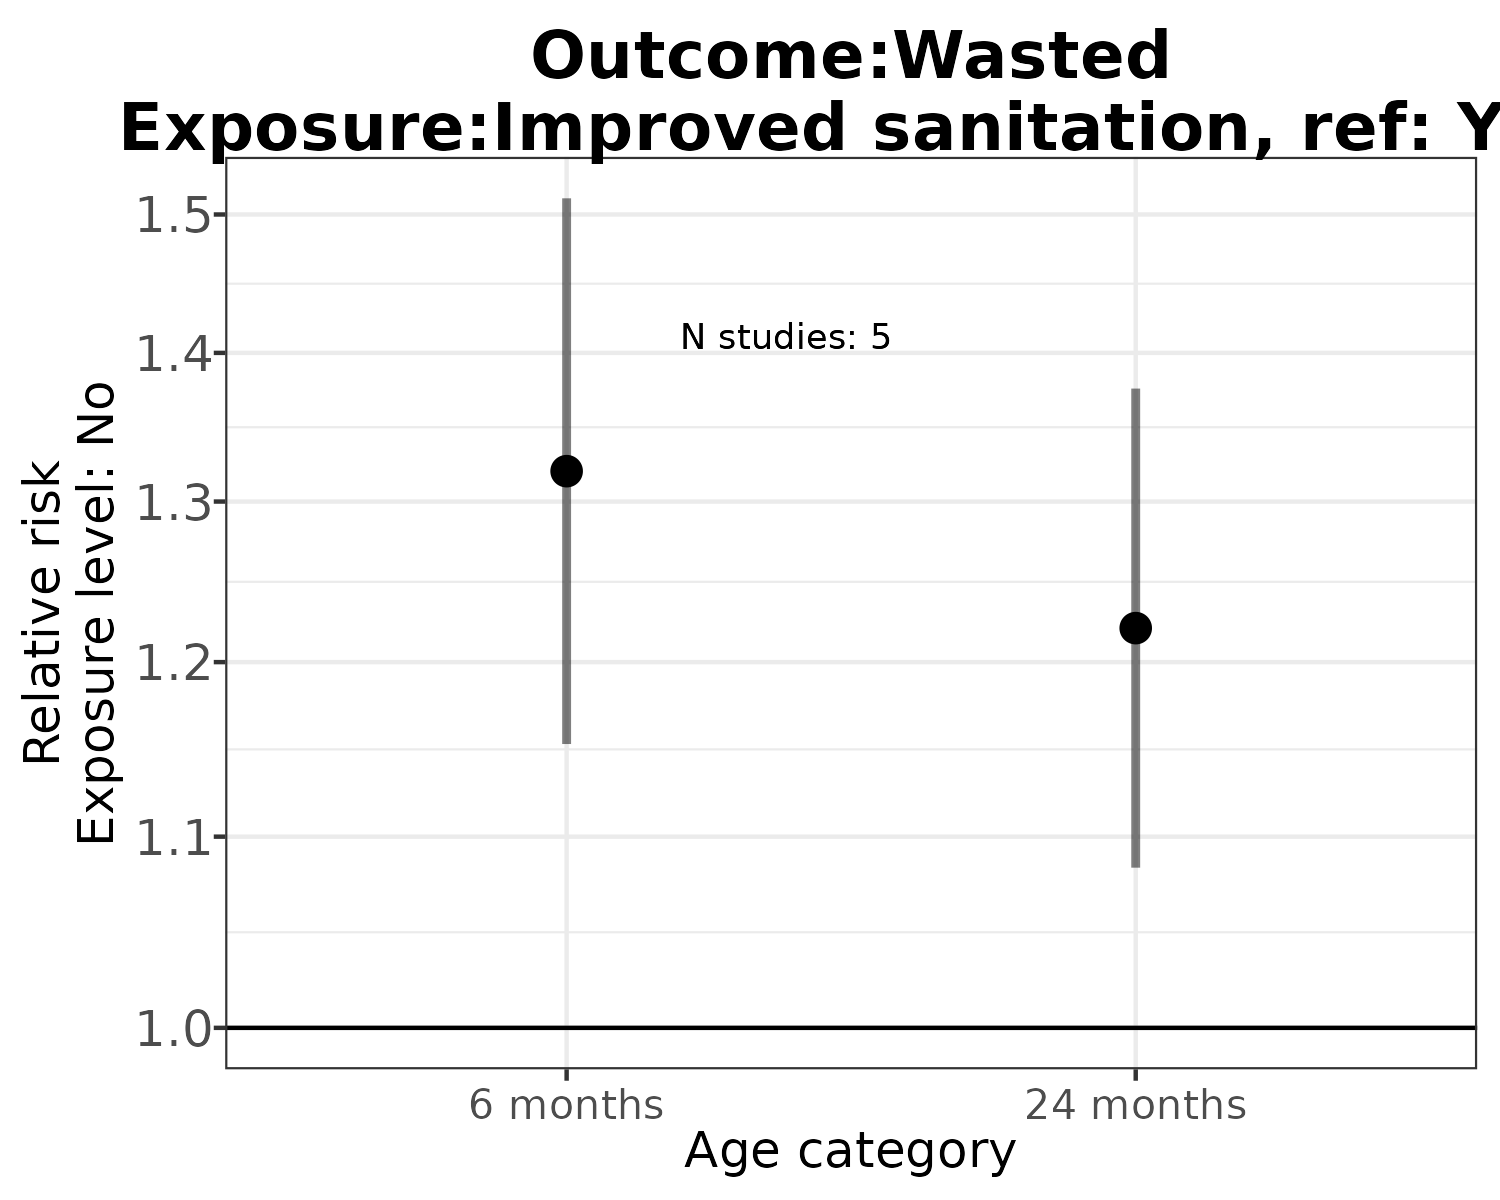 Outcome:Wasted
Exposure:Improved sanitation, ref: Y
1.5
1.4
1.3
1.2
1.1
1.0
Relative risk
Exposure level: No
N studies: 5
6 months
24 months
Age category